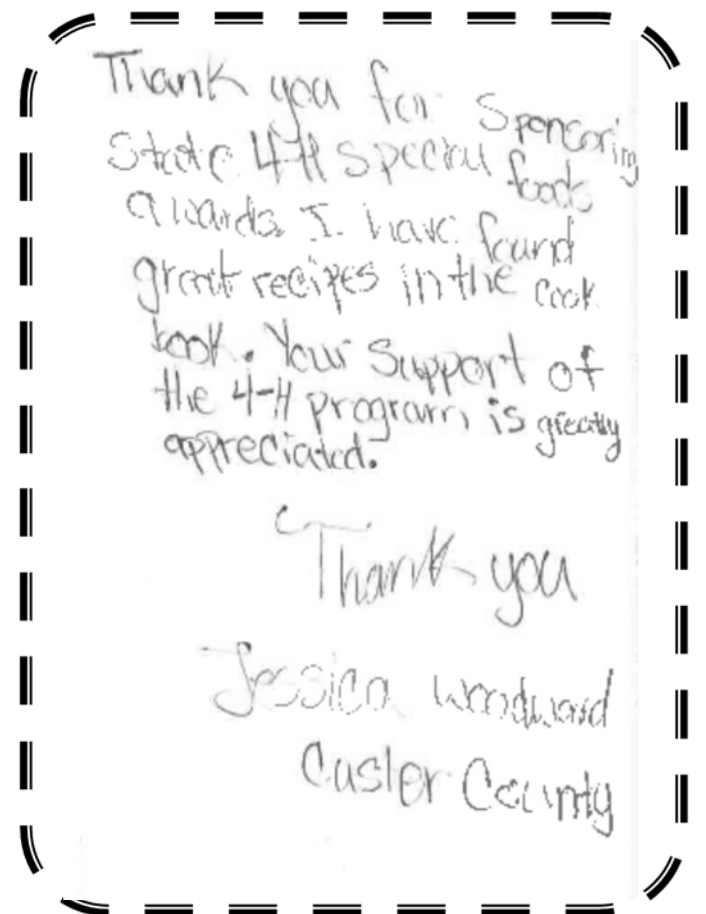 Thank you for sponsoring
State 4-H special foods
awards. I have found
great recipes in the cook
book. Your support of
the 4-H program is greatly
appreciated.
Thank you
Jessica Woodward
Custer County